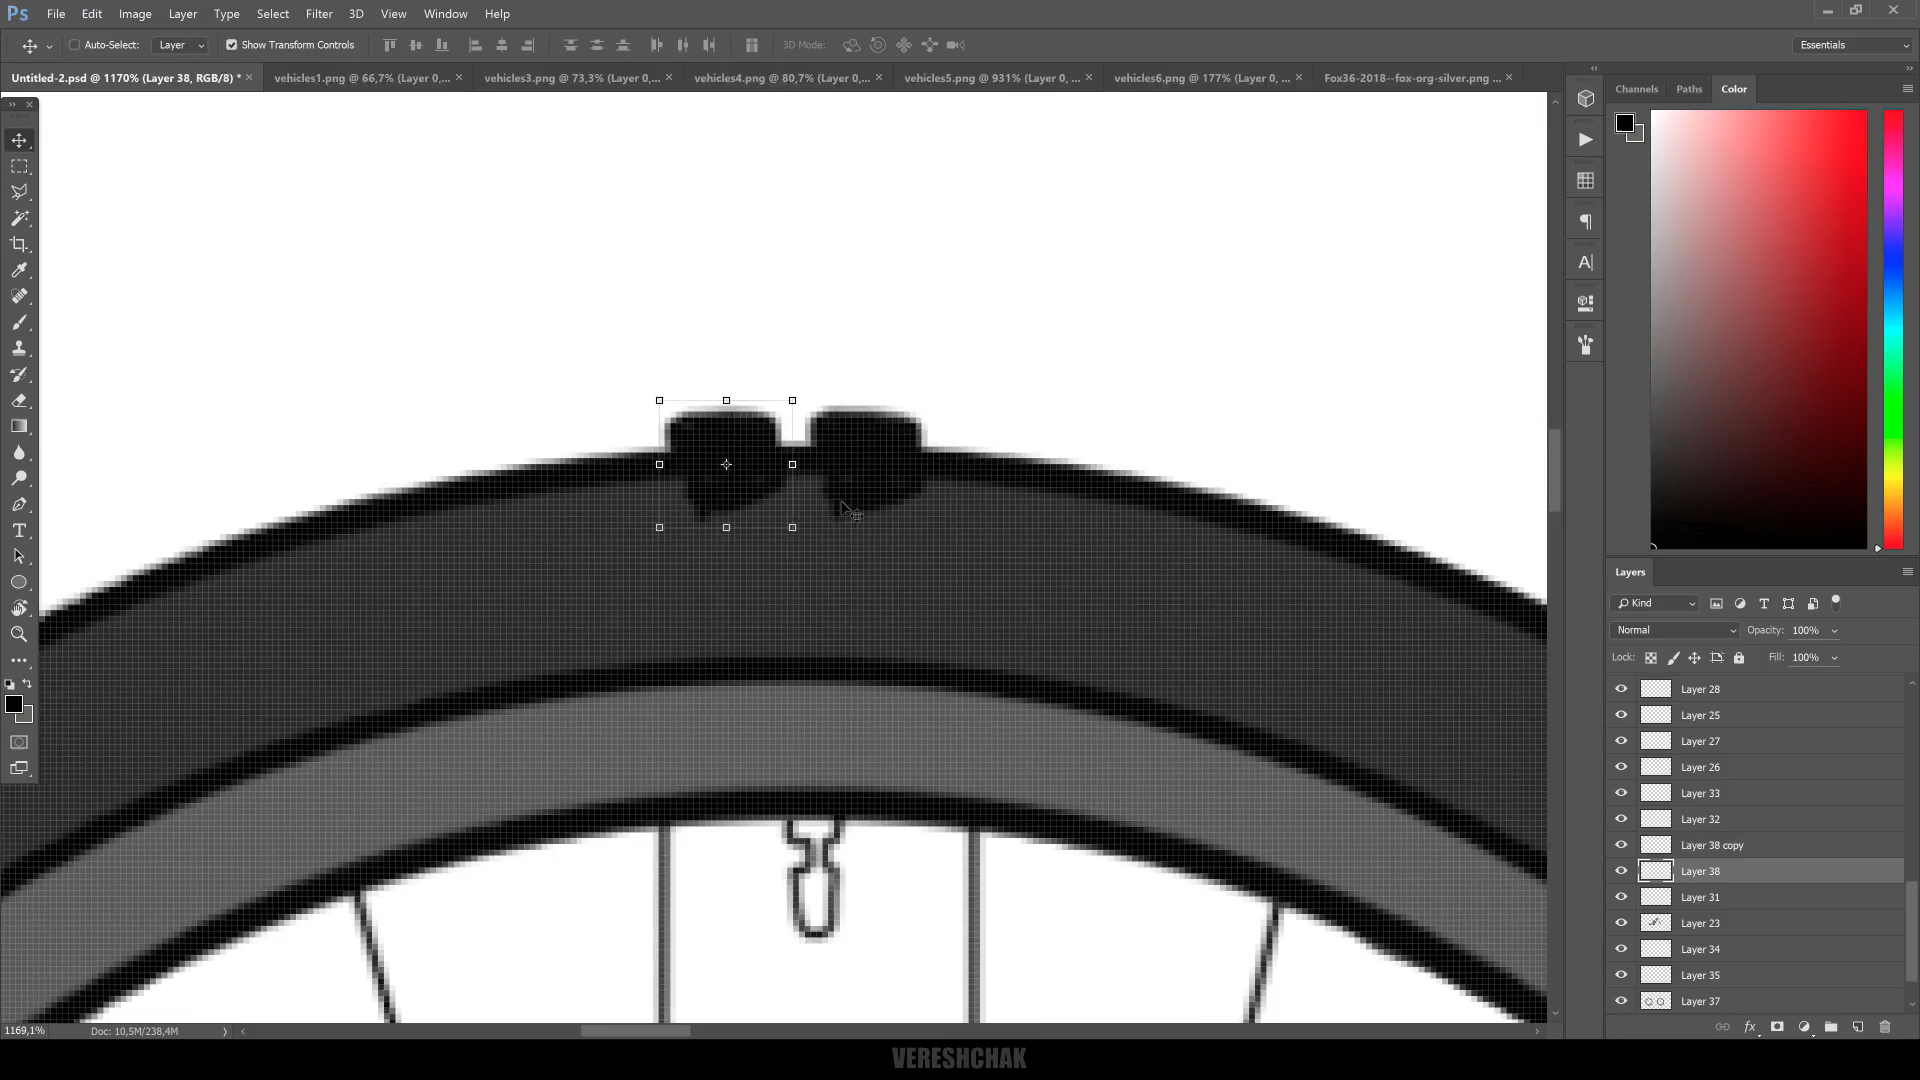 Ps File Edit Image Layer Type Select Filter 3D View Window Help
Auto-Select: Layer Show Transform Controls 3D Mode: Essentials
Untitled-2.psd @ 1170% (Layer 38, RGB/8) * vehicles1.png @ 66,7% (Layer 0,... vehicles3.png @ 73,3% (Layer 0,... vehicles4.png @ 80,7% (Layer 0,... vehicles5.png @ 931% (Layer 0, ... vehicles6.png @ 177% (Layer 0, ... Fox36-2018--fox-org-silver.png ...
Channels Paths Color
Layers
Kind
Normal Opacity: 100%
Lock: Fill: 100%
Layer 28
Layer 25
Layer 27
Layer 26
Layer 33
Layer 32
Layer 38 copy
Layer 38
Layer 31
Layer 23
Layer 34
Layer 35
Layer 37
1169,1% Doc: 10,5M/238,4M
VERESHCHAK